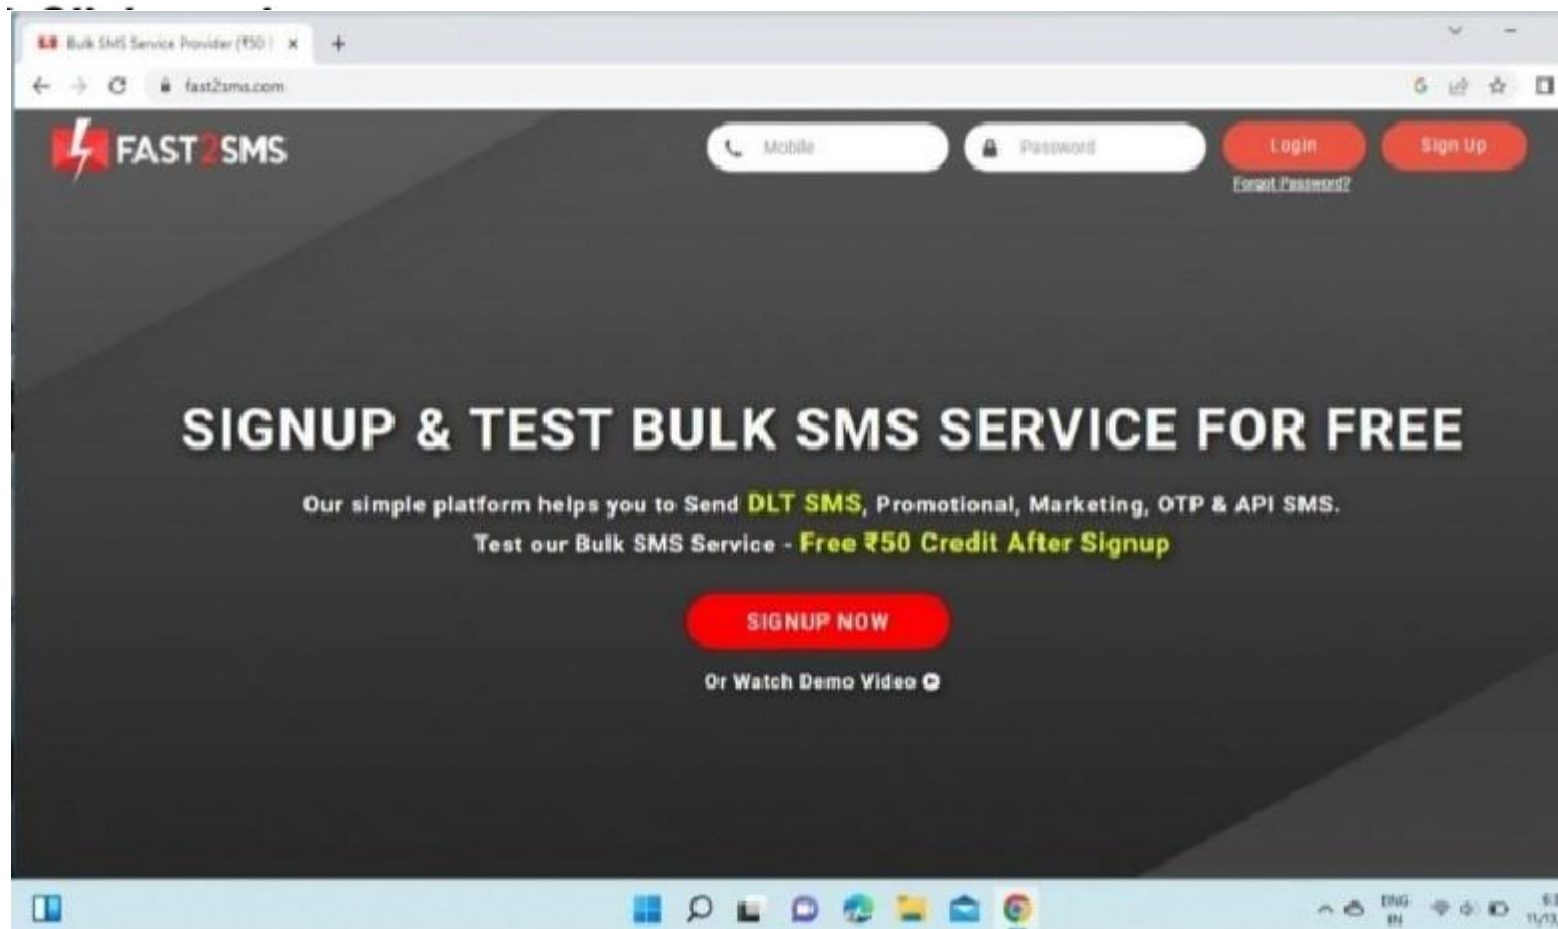 Bulk SMS Service Provider (₹50
fast2sms.com
FAST2SMS
Mobile
Password
Login
Sign Up
Forgot Password?
SIGNUP & TEST BULK SMS SERVICE FOR FREE
Our simple platform helps you to Send DLT SMS, Promotional, Marketing, OTP & API SMS.
Test our Bulk SMS Service - Free ₹50 Credit After Signup
SIGNUP NOW
Or Watch Demo Video
ENG
IN